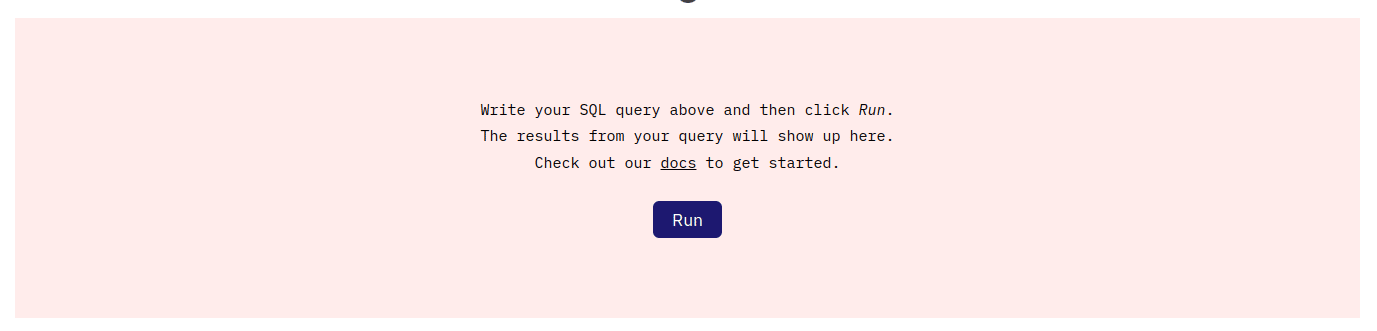 Write your SQL query above and then click Run.
The results from your query will show up here.
Check out our docs to get started.
Run